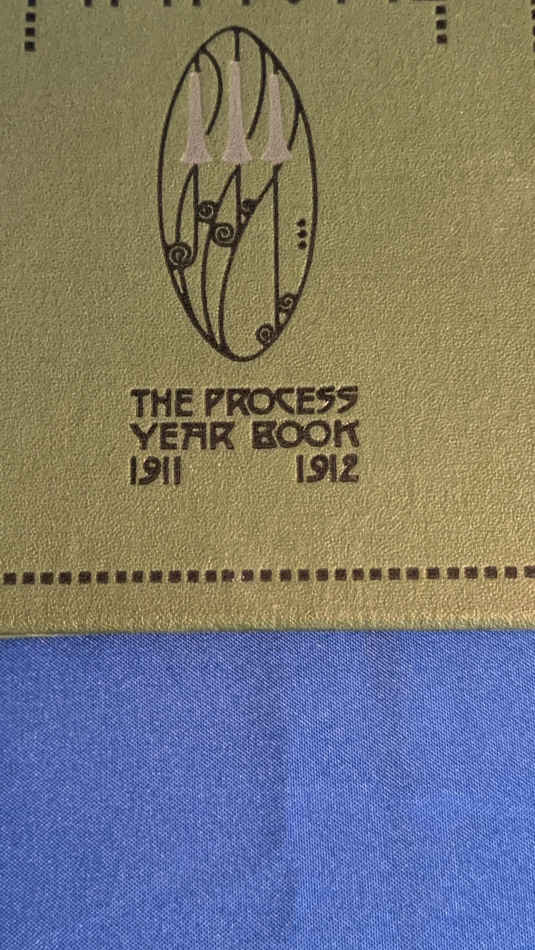 THE PROCESS
YEAR BOOK
1911 1912